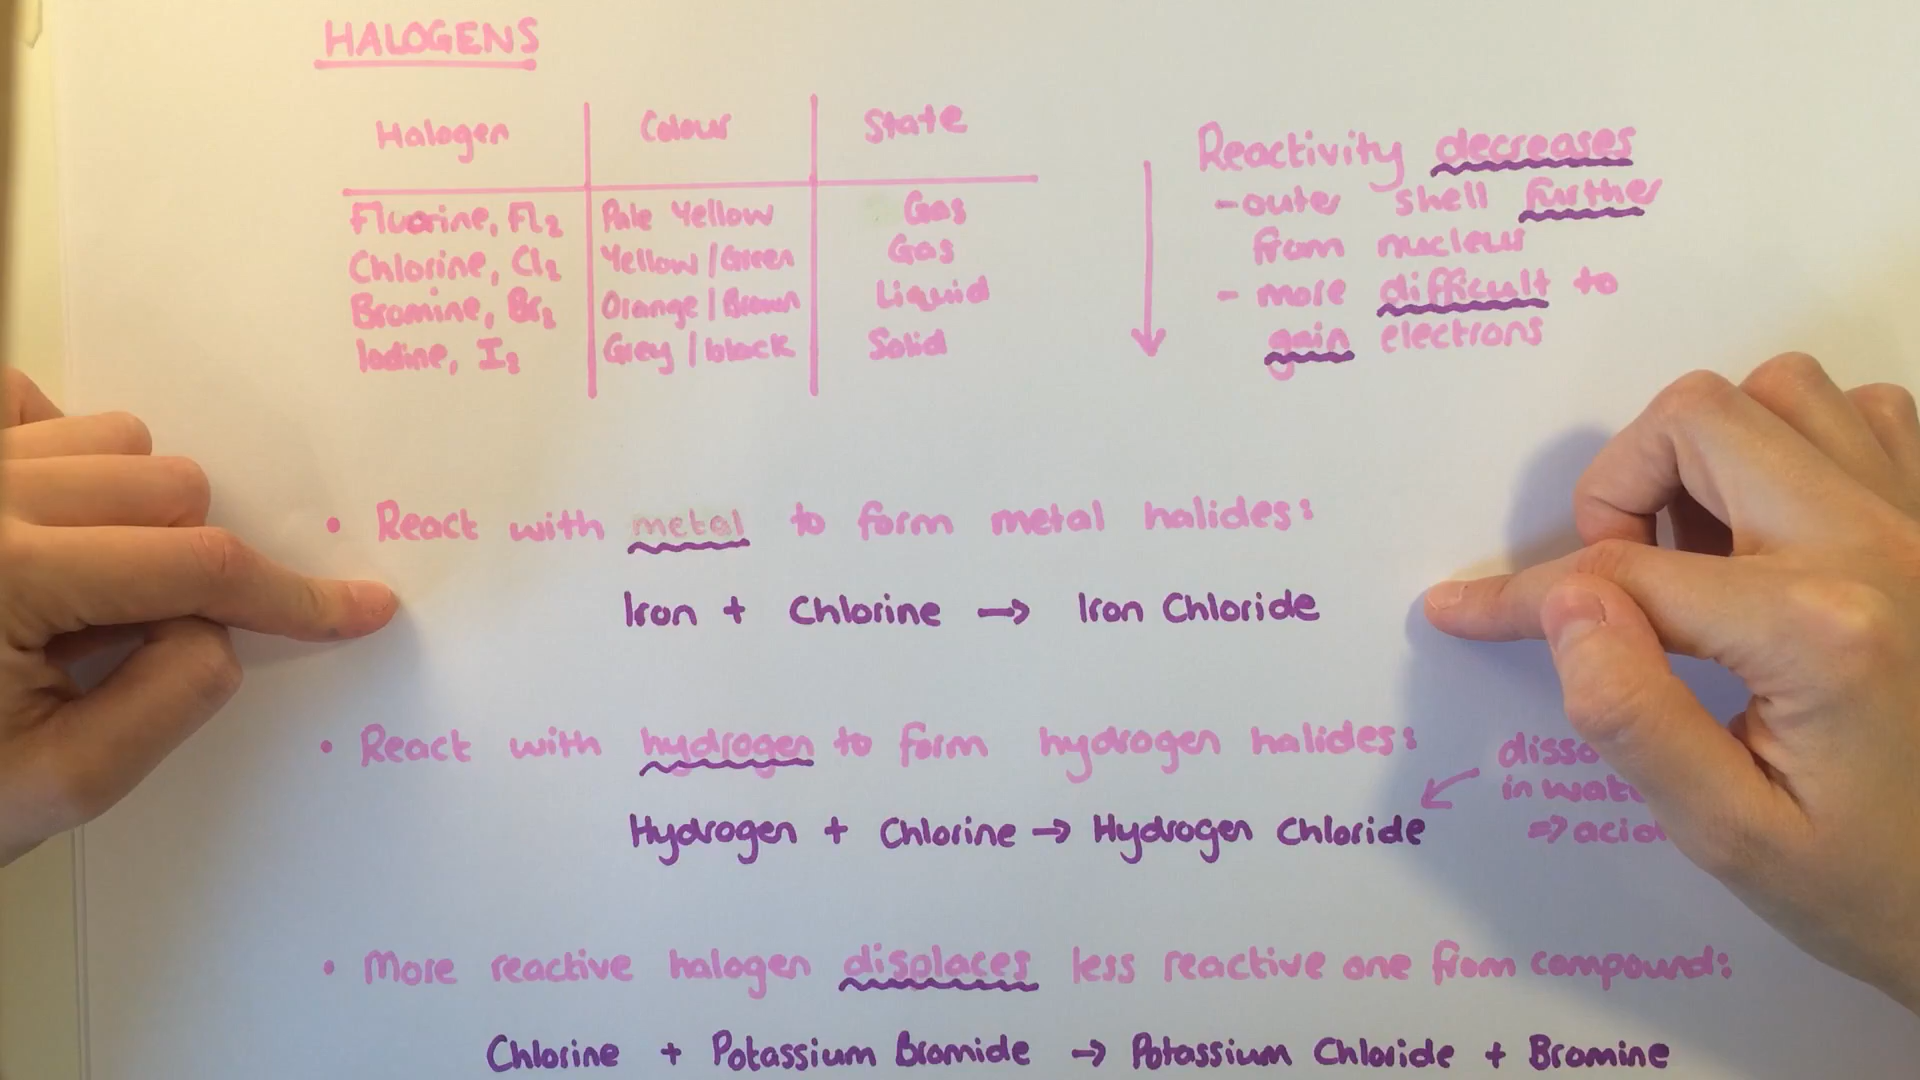 HALOGENS
Halogen Colour State
Fluorine, Fl2 Pale Yellow Gas
Chlorine, Cl2 Yellow/Green Gas
Bromine, Br2 Orange/Brown Liquid
Iodine, I2 Grey/black Solid
Reactivity decreases
- outer shell further
from nucleus
- more difficult to
gain electrons
• React with metal to form metal halides:
Iron + Chlorine → Iron Chloride
• React with hydrogen to form hydrogen halides:
in
⇒ acid
Hydrogen + Chlorine → Hydrogen Chloride
• More reactive halogen displaces less reactive one from compound:
Chlorine + Potassium Bromide → Potassium Chloride + Bromine